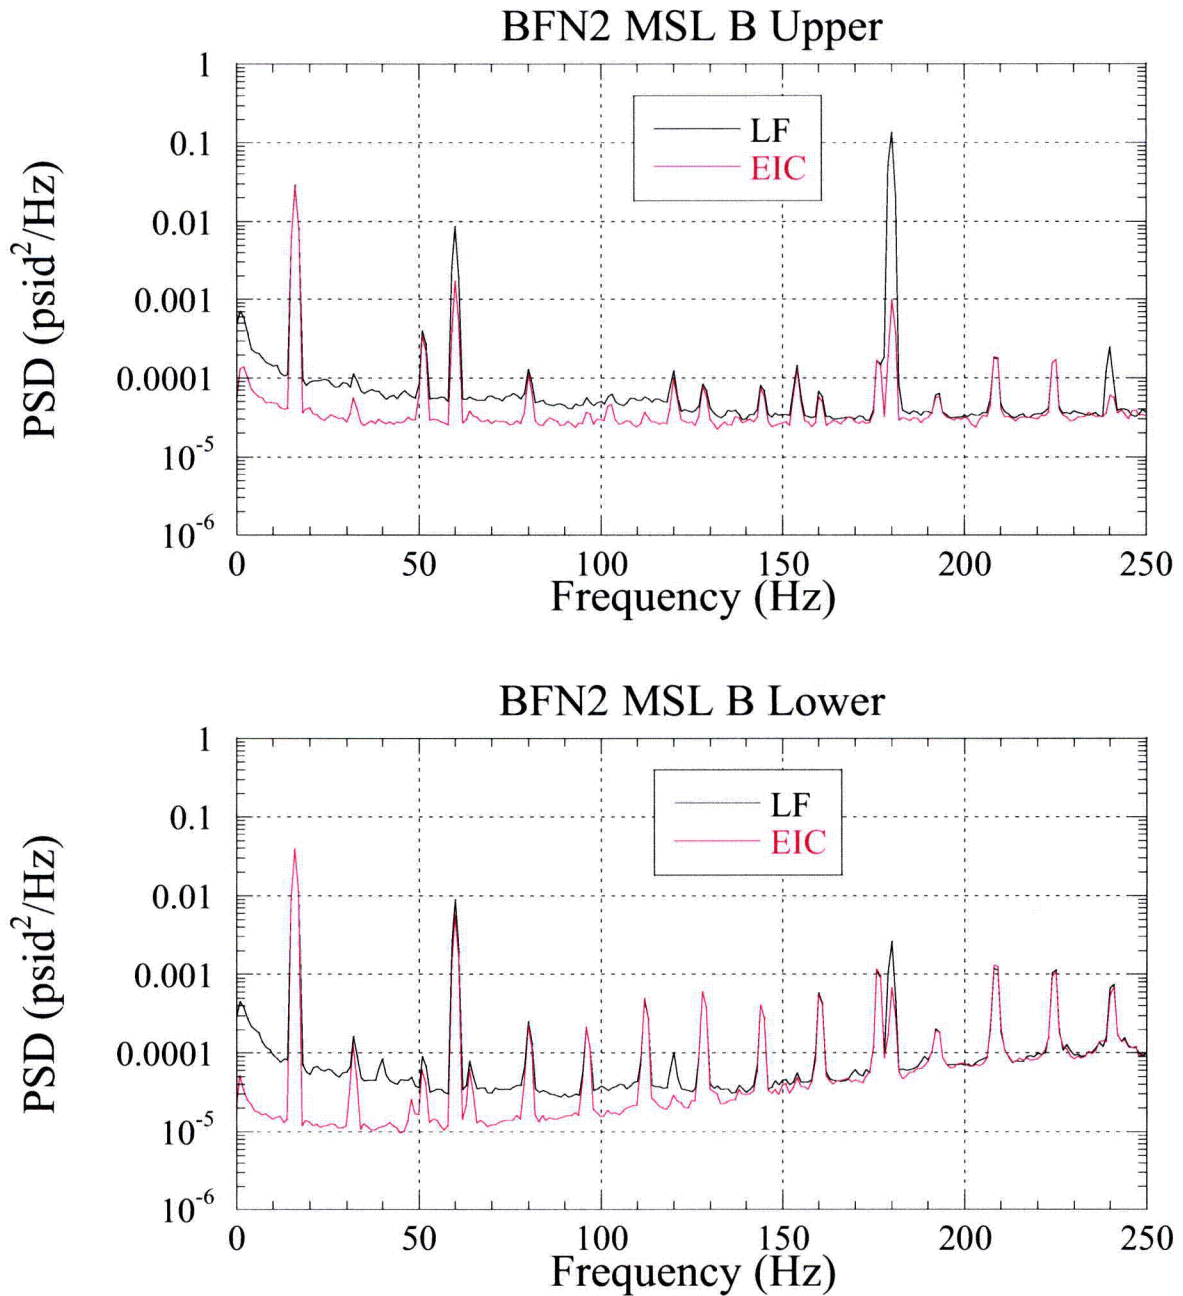 BFN2 MSL B Upper
1
0.1
0.01
0.001
0.0001
10⁻⁵
10⁻⁶
PSD (psid²/Hz)
LF
EIC
0 50 100 150 200 250
Frequency (Hz)
BFN2 MSL B Lower
1
0.1
0.01
0.001
0.0001
10⁻⁵
10⁻⁶
PSD (psid²/Hz)
LF
EIC
0 50 100 150 200 250
Frequency (Hz)